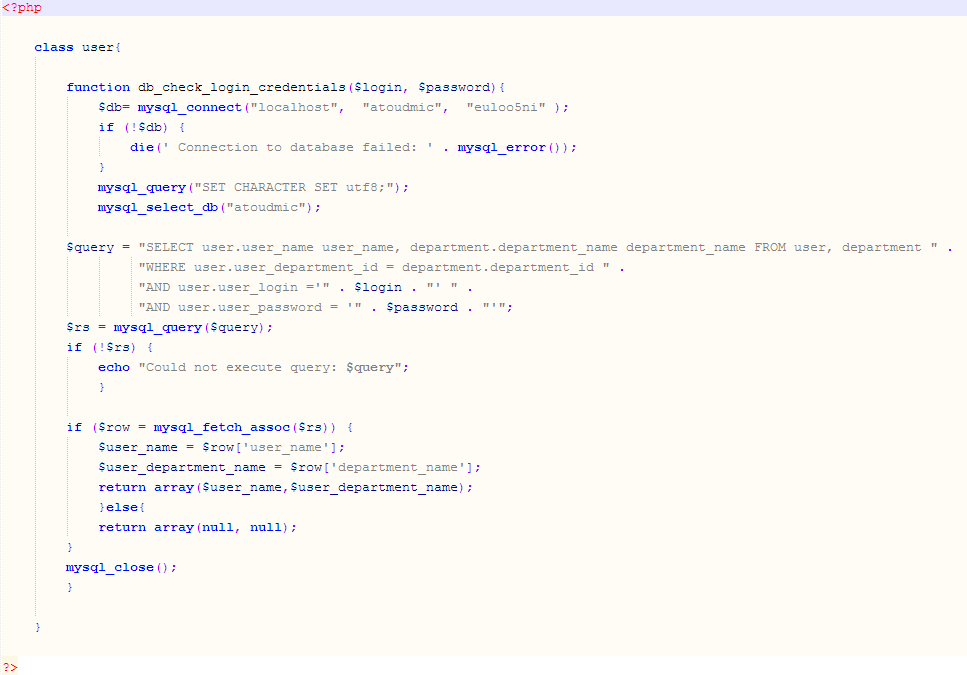 <?php
class user{
function db_check_login_credentials($login, $password){
$db= mysql_connect("localhost", "atoudmic", "euloo5ni" );
if (!$db) {
die(' Connection to database failed: ' . mysql_error());
}
mysql_query("SET CHARACTER SET utf8;");
mysql_select_db("atoudmic");
$query = "SELECT user.user_name user_name, department.department_name department_name FROM user, department " .
"WHERE user.user_department_id = department.department_id " .
"AND user.user_login ='" . $login . "' " .
"AND user.user_password = '" . $password . "'";
$rs = mysql_query($query);
if (!$rs) {
echo "Could not execute query: $query";
}
if ($row = mysql_fetch_assoc($rs)) {
$user_name = $row['user_name'];
$user_department_name = $row['department_name'];
return array($user_name,$user_department_name);
}else{
return array(null, null);
}
mysql_close();
}
}
?>